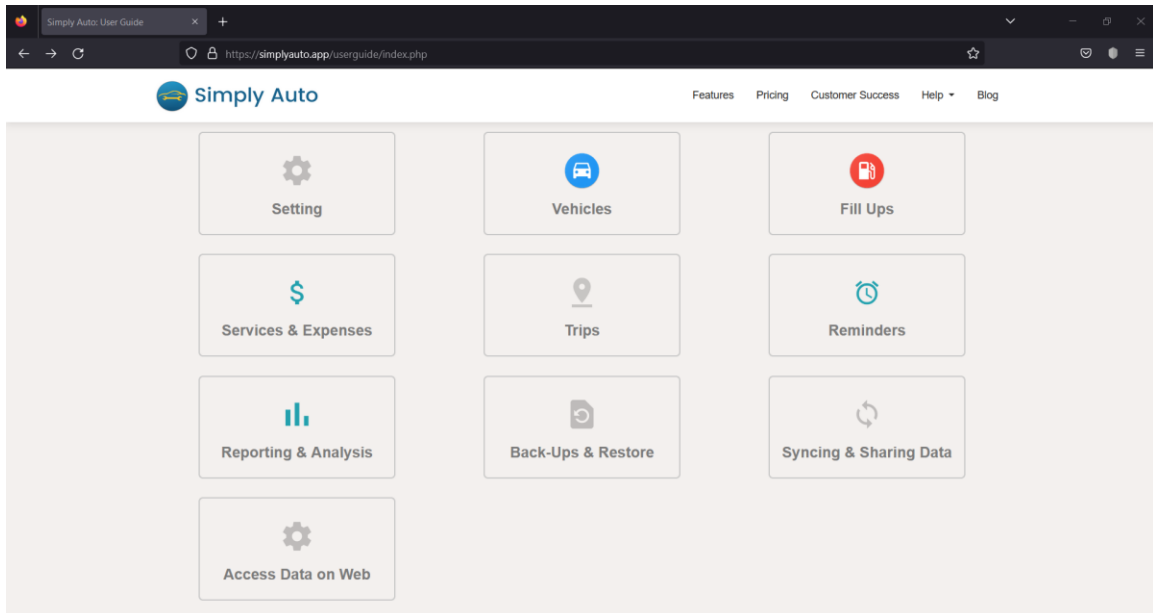 Simply Auto: User Guide
https://simplyauto.app/userguide/index.php
Simply Auto
Features Pricing Customer Success Help Blog
Setting Vehicles Fill Ups
Services & Expenses Trips Reminders
Reporting & Analysis Back-Ups & Restore Syncing & Sharing Data
Access Data on Web